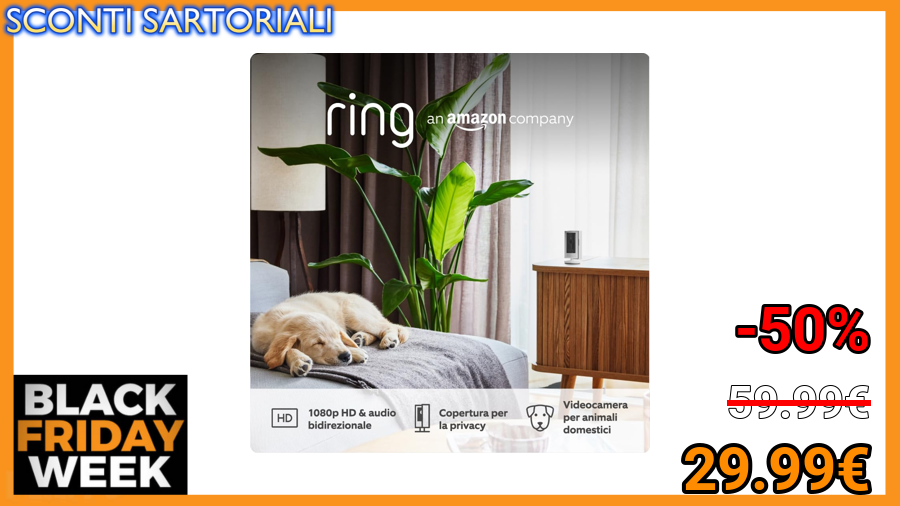 SCONTI SARTORIALI
ring an amazon company
HD
1080p HD & audio
bidirezionale
Copertura per
la privacy
Videocamera
per animali
domestici
-50%
59.99€
29.99€
BLACK
FRIDAY
WEEK